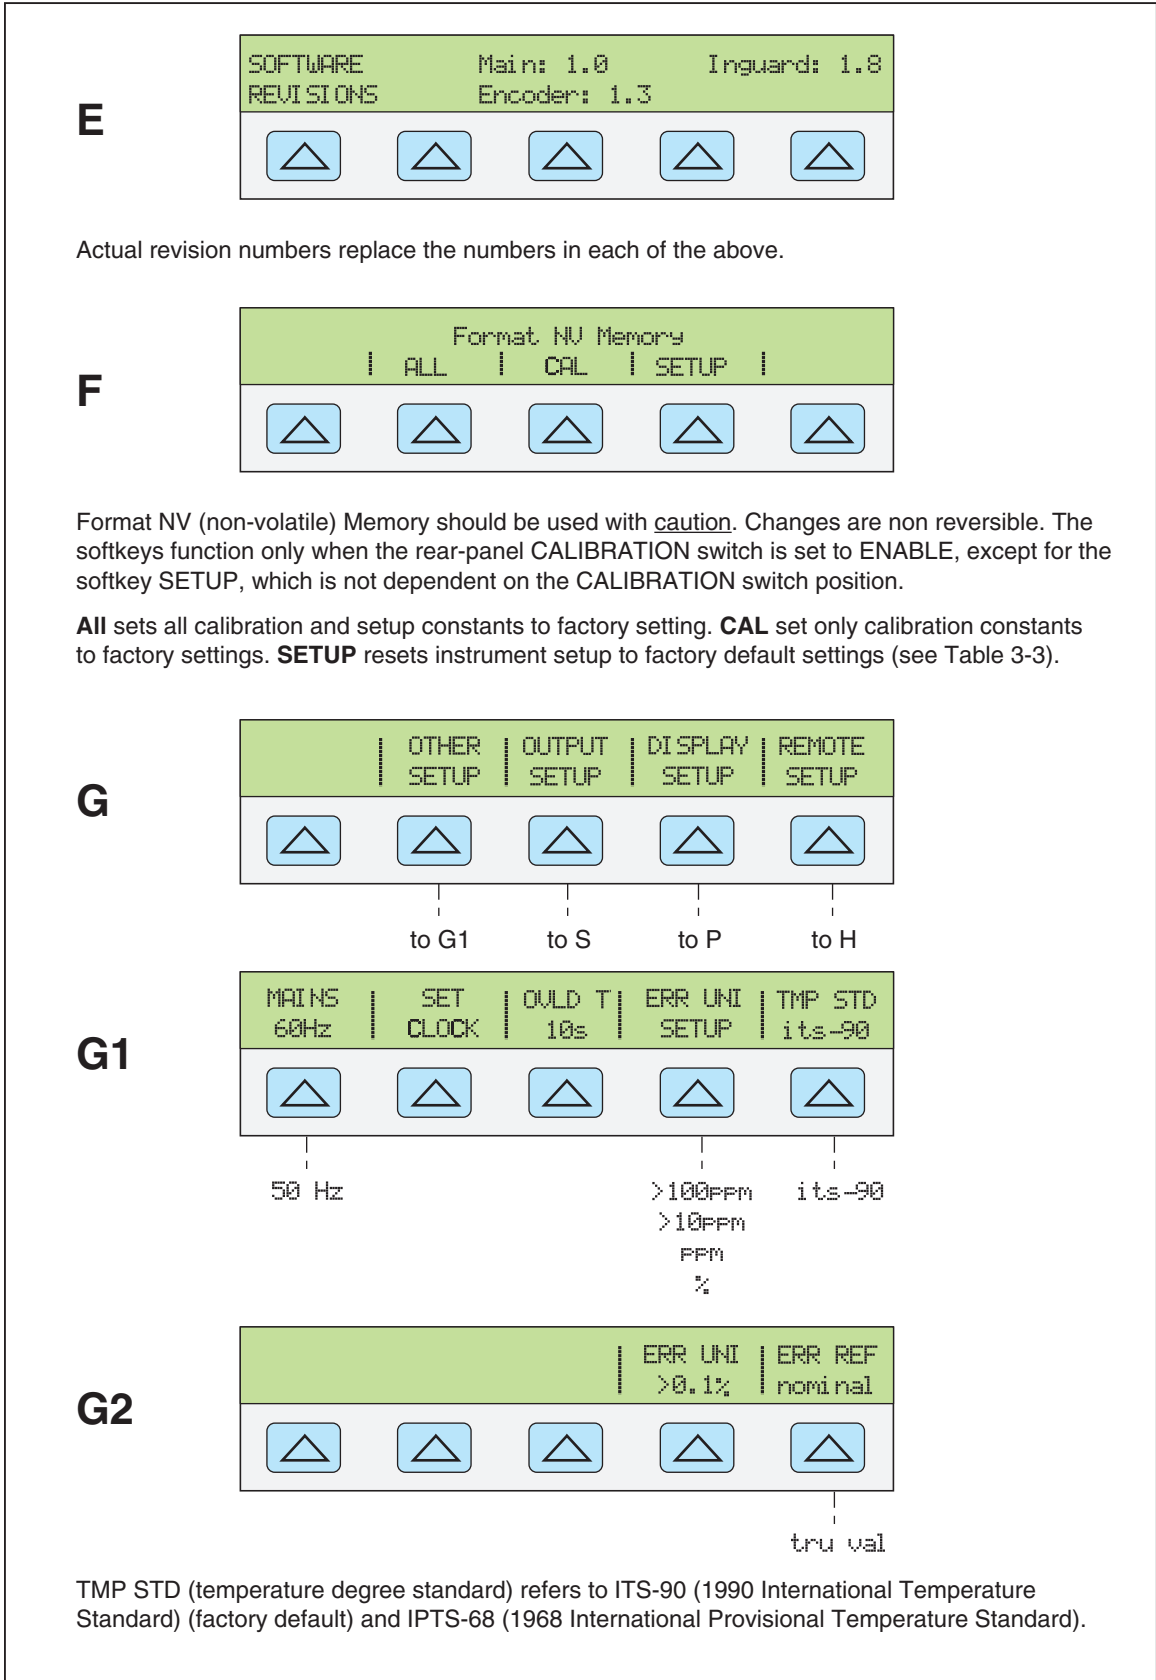 E
SOFTWARE Main: 1.0 Inguard: 1.8
REVISIONS Encoder: 1.3
Actual revision numbers replace the numbers in each of the above.
F
Format NV Memory
ALL CAL SETUP
Format NV (non-volatile) Memory should be used with caution. Changes are non reversible. The
softkeys function only when the rear-panel CALIBRATION switch is set to ENABLE, except for the
softkey SETUP, which is not dependent on the CALIBRATION switch position.
All sets all calibration and setup constants to factory setting. CAL set only calibration constants
to factory settings. SETUP resets instrument setup to factory default settings (see Table 3-3).
G
OTHER OUTPUT DISPLAY REMOTE
SETUP SETUP SETUP SETUP
to G1 to S to P to H
G1
MAINS SET OVLD T ERR UNI TMP STD
60Hz CLOCK 10s SETUP its-90
50 Hz >100ppm its-90
>10ppm
ppm
%
G2
ERR UNI ERR REF
>0.1% nominal
tru val
TMP STD (temperature degree standard) refers to ITS-90 (1990 International Temperature
Standard) (factory default) and IPTS-68 (1968 International Provisional Temperature Standard).